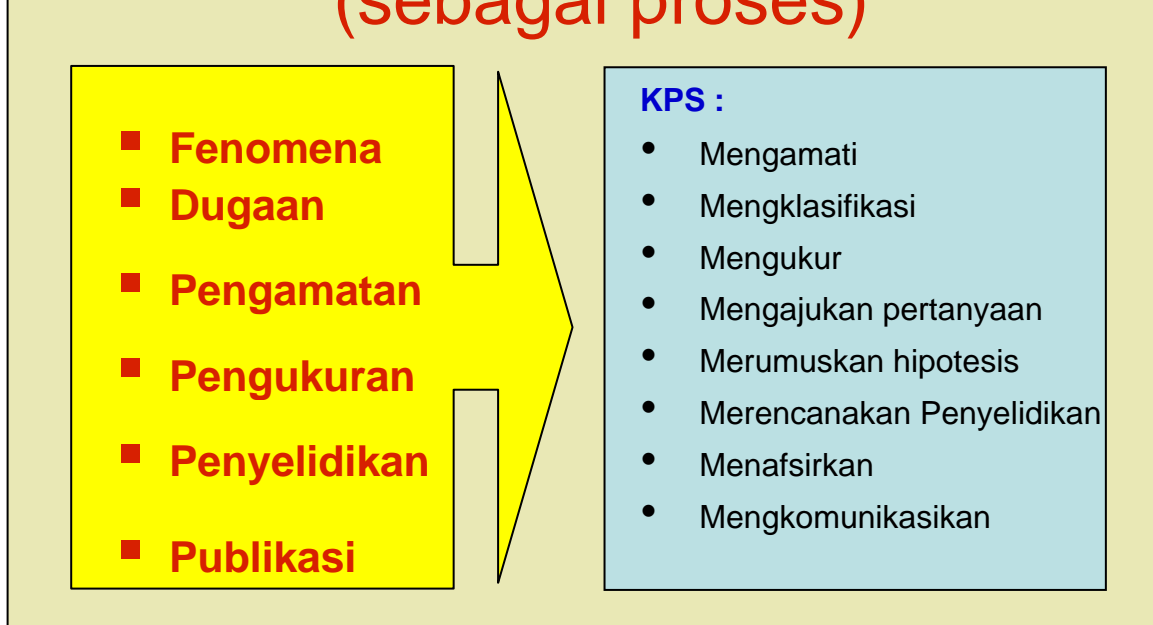 (sebagai proses)
Fenomena
Dugaan
Pengamatan
Pengukuran
Penyelidikan
Publikasi
KPS :
Mengamati
Mengklasifikasi
Mengukur
Mengajukan pertanyaan
Merumuskan hipotesis
Merencanakan Penyelidikan
Menafsirkan
Mengkomunikasikan